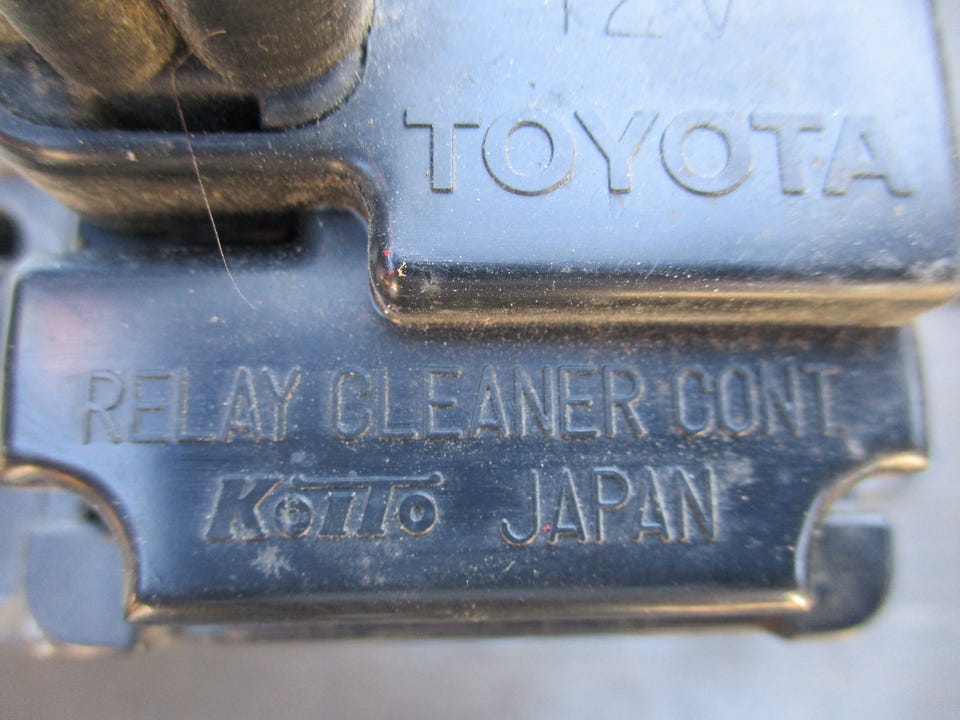 12V
TOYOTA
RELAY CLEANER CONT
KOITO JAPAN